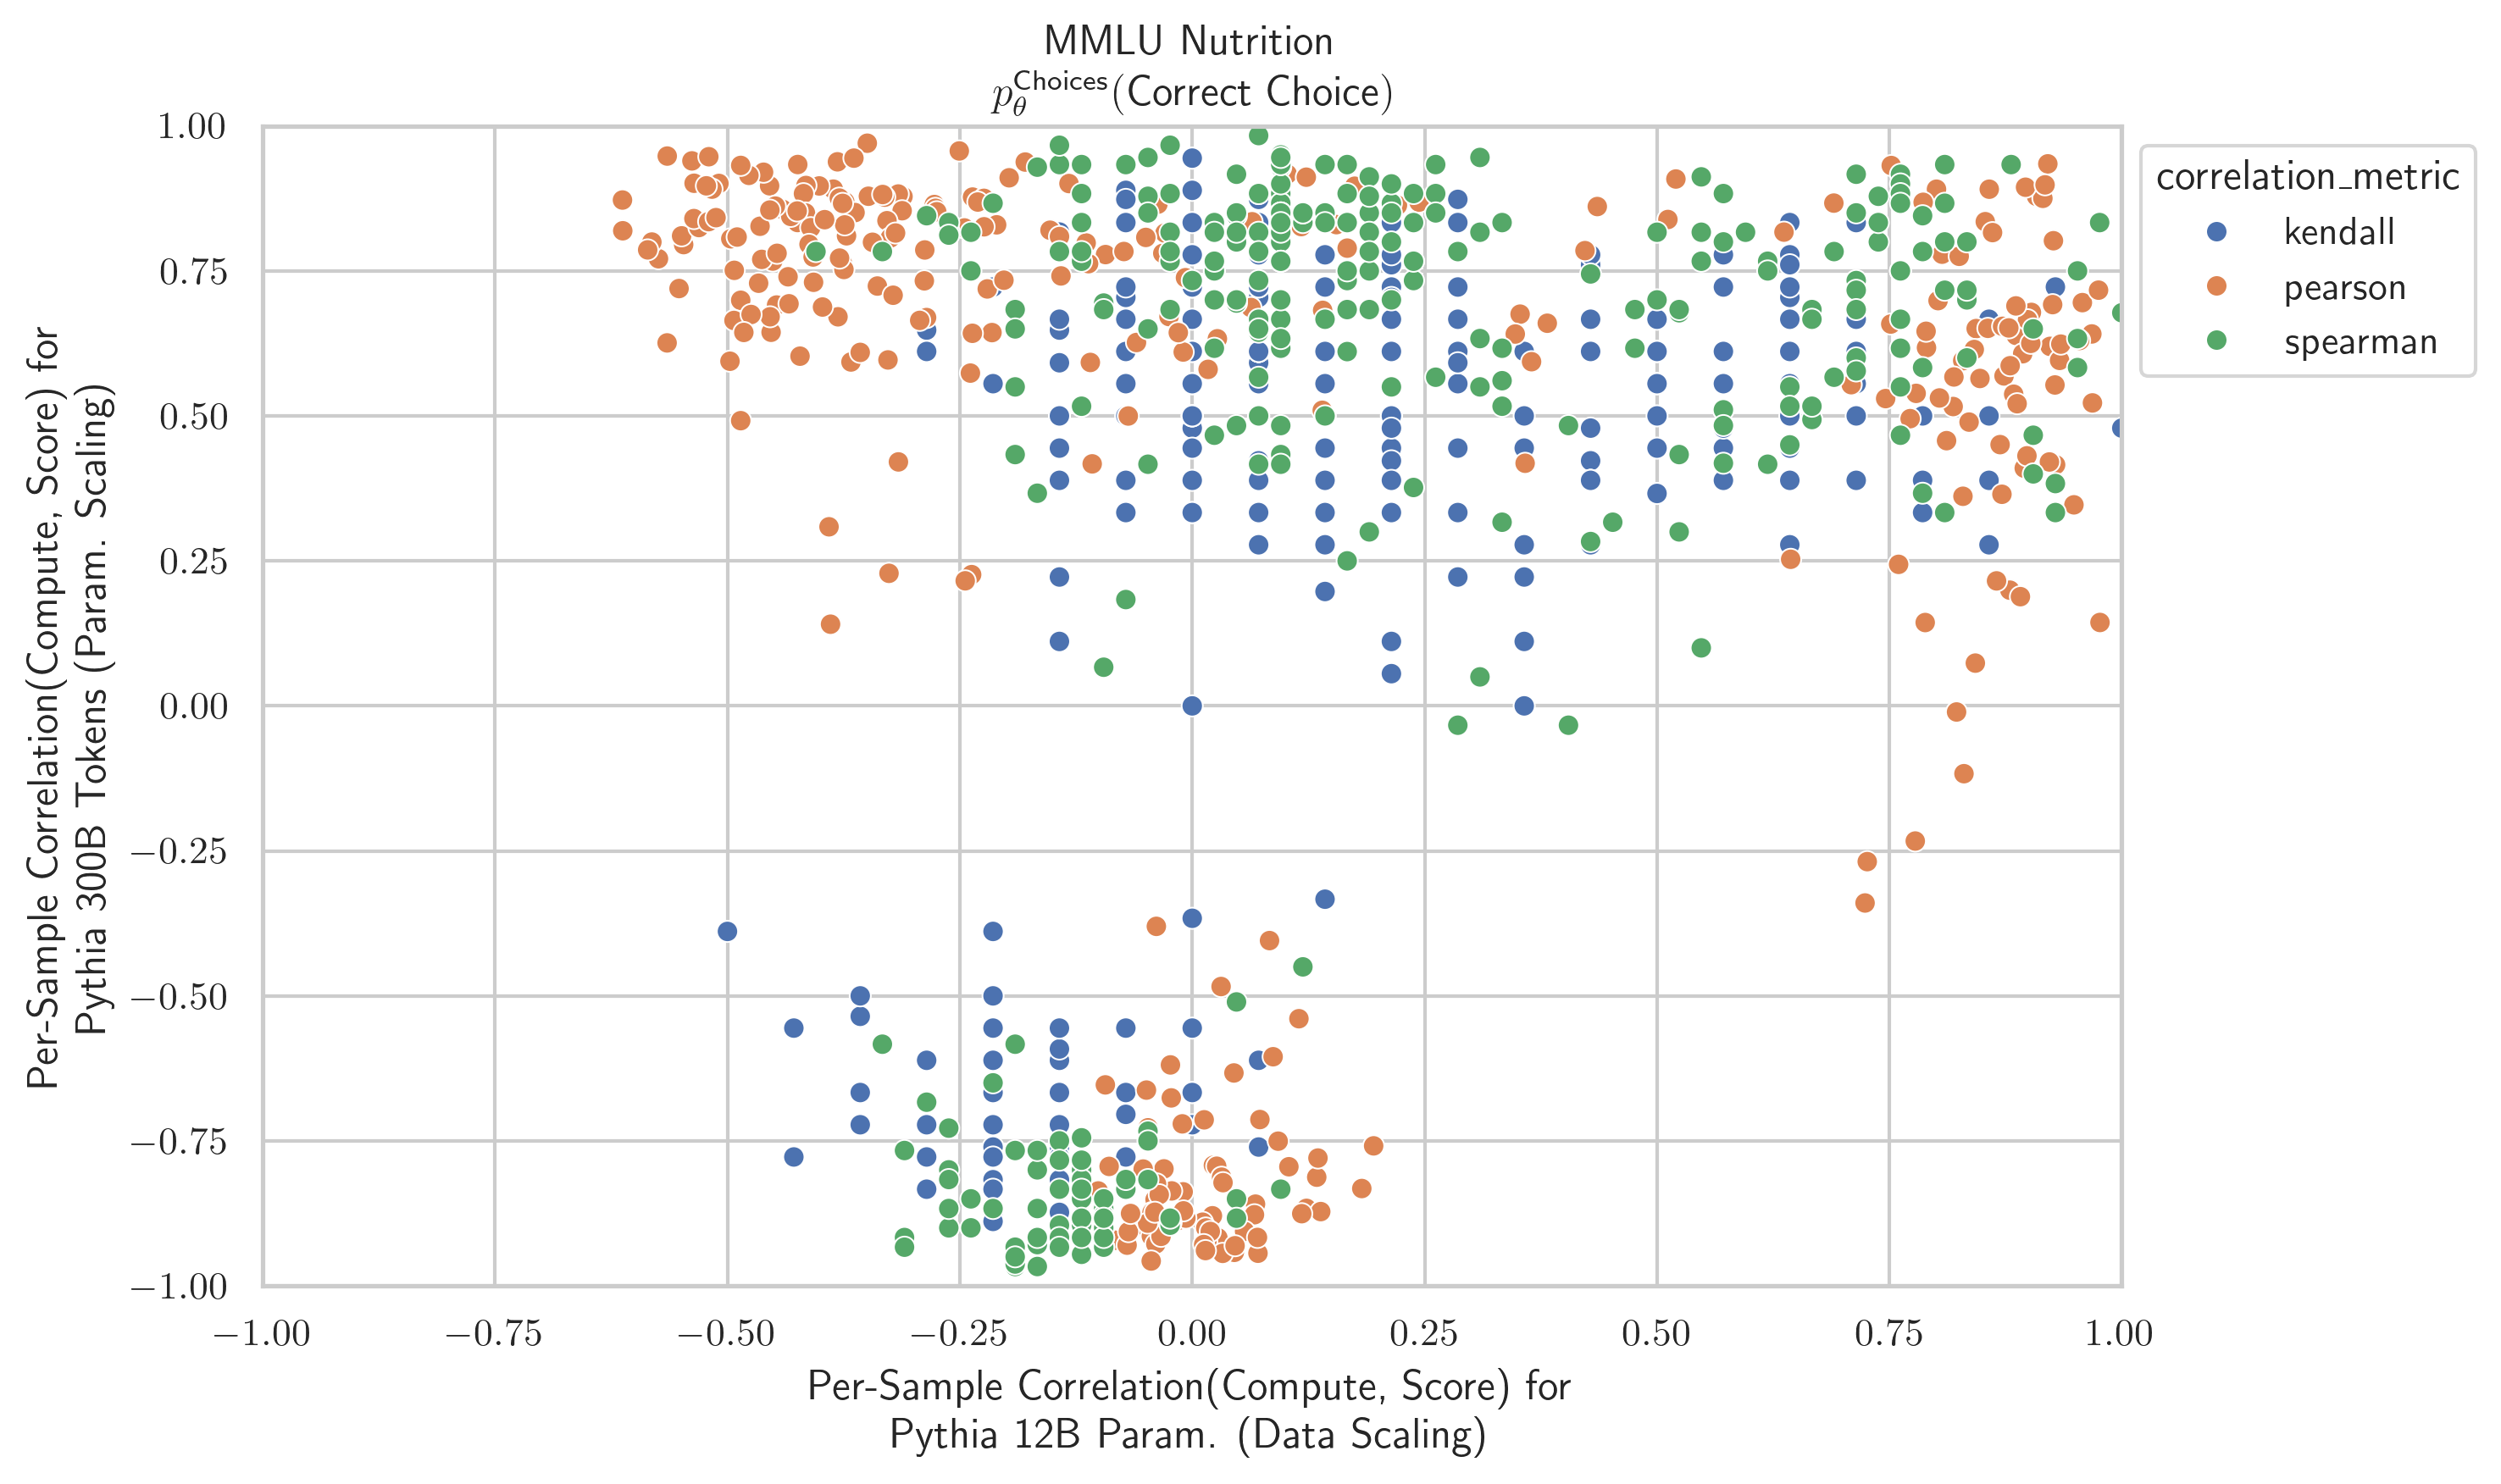 MMLU Nutrition
p_θ^Choices(Correct Choice)
Per-Sample Correlation(Compute, Score) for
Pythia 300B Tokens (Param. Scaling)
1.00
0.75
0.50
0.25
0.00
−0.25
−0.50
−0.75
−1.00
−1.00 −0.75 −0.50 −0.25 0.00 0.25 0.50 0.75 1.00
Per-Sample Correlation(Compute, Score) for
Pythia 12B Param. (Data Scaling)
correlation_metric
kendall
pearson
spearman